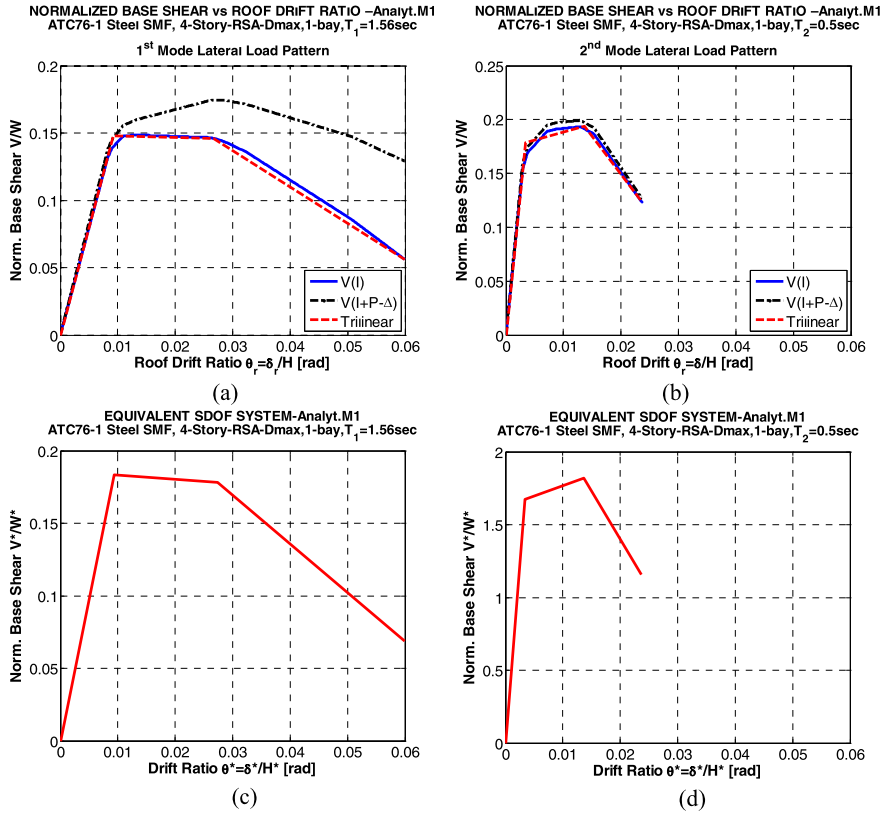 NORMALIZED BASE SHEAR vs ROOF DRIFT RATIO –Analyt.M1
ATC76-1 Steel SMF, 4-Story-RSA-Dmax,1-bay,T1=1.56sec
1st Mode Lateral Load Pattern
0.2
0.15
0.1
0.05
0
Norm. Base Shear V/W
V(I)
V(I+P-Δ)
Trilinear
0 0.01 0.02 0.03 0.04 0.05 0.06
Roof Drift Ratio θr=δr/H [rad]
(a)
NORMALIZED BASE SHEAR vs ROOF DRIFT RATIO –Analyt.M1
ATC76-1 Steel SMF, 4-Story-RSA-Dmax,1-bay,T2=0.5sec
2nd Mode Lateral Load Pattern
0.25
0.2
0.15
0.1
0.05
0
Norm. Base Shear V/W
V(I)
V(I+P-Δ)
Trilinear
0 0.01 0.02 0.03 0.04 0.05 0.06
Roof Drift θr=δ/H [rad]
(b)
EQUIVALENT SDOF SYSTEM-Analyt.M1
ATC76-1 Steel SMF, 4-Story-RSA-Dmax,1-bay,T1=1.56sec
0.2
0.15
0.1
0.05
0
Norm. Base Shear V*/W*
0 0.01 0.02 0.03 0.04 0.05 0.06
Drift Ratio θ*=δ*/H* [rad]
(c)
EQUIVALENT SDOF SYSTEM-Analyt.M1
ATC76-1 Steel SMF, 4-Story-RSA-Dmax,1-bay,T2=0.5sec
2
1.5
1
0.5
0
Norm. Base Shear V*/W*
0 0.01 0.02 0.03 0.04 0.05 0.06
Drift Ratio θ*=δ*/H* [rad]
(d)